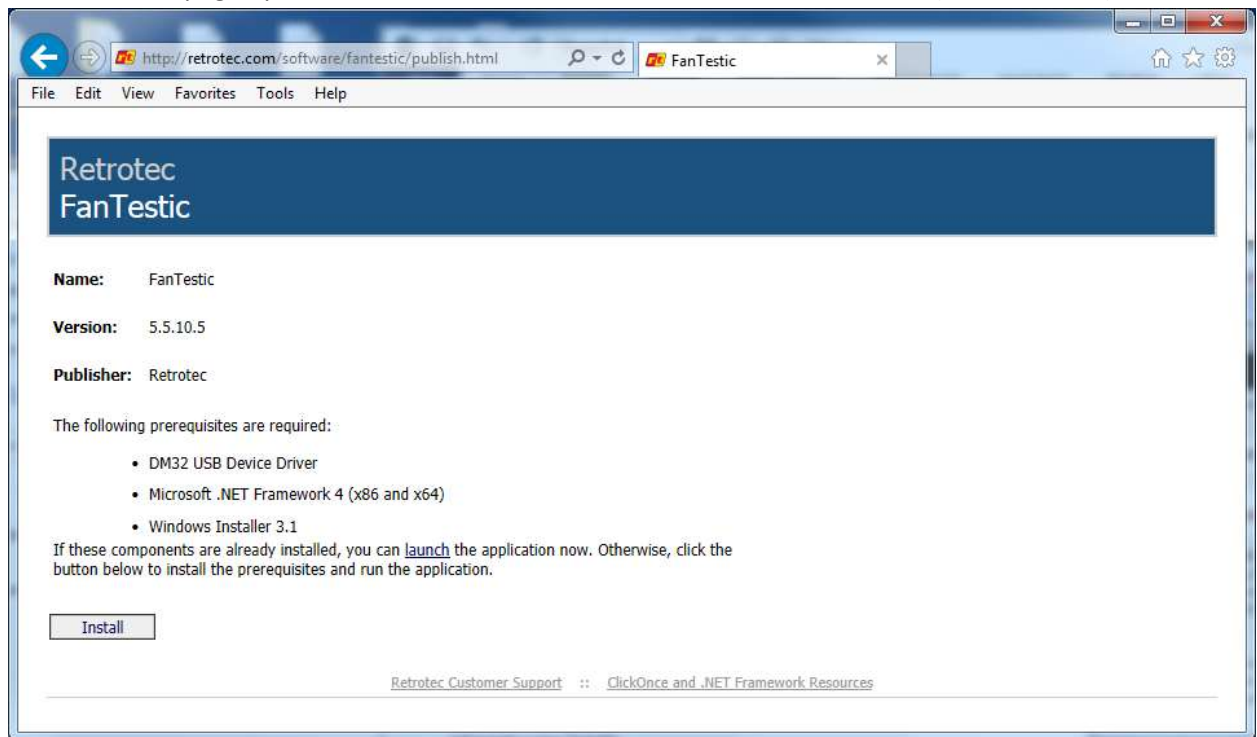 http://retrotec.com/software/fantestic/publish.html
FanTestic
File Edit View Favorites Tools Help
Retrotec
FanTestic
Name: FanTestic
Version: 5.5.10.5
Publisher: Retrotec
The following prerequisites are required:
• DM32 USB Device Driver
• Microsoft .NET Framework 4 (x86 and x64)
• Windows Installer 3.1
If these components are already installed, you can launch the application now. Otherwise, click the
button below to install the prerequisites and run the application.
Install
Retrotec Customer Support :: ClickOnce and .NET Framework Resources